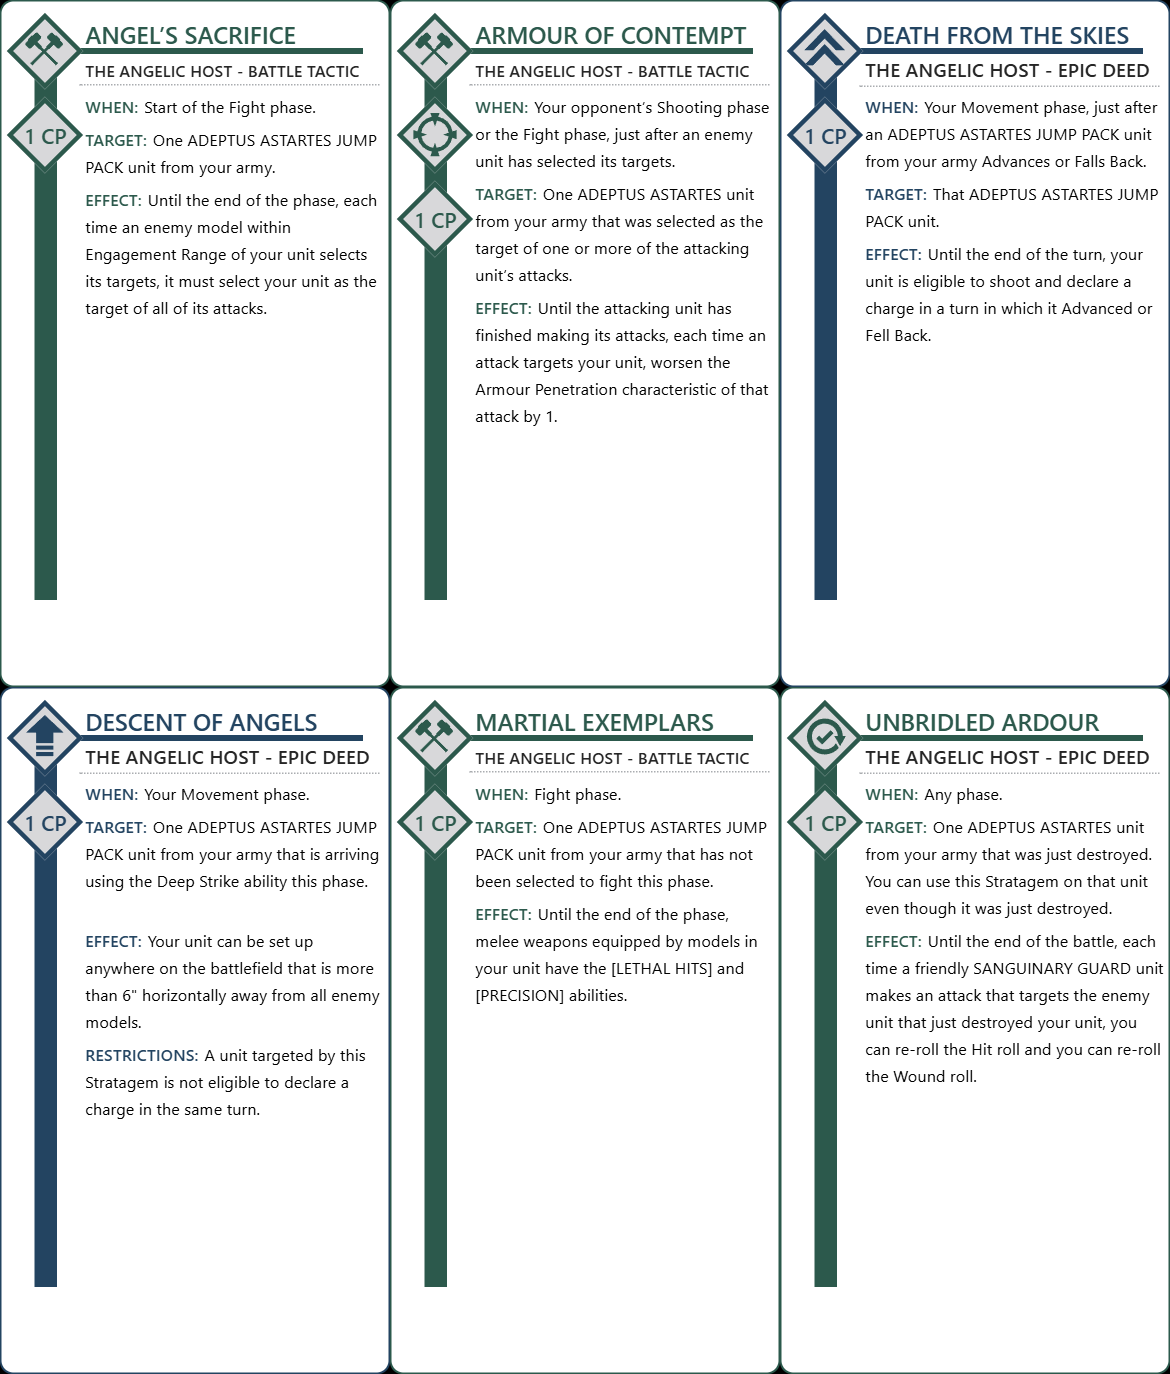 ANGEL’S SACRIFICE
THE ANGELIC HOST - BATTLE TACTIC
WHEN: Start of the Fight phase.
1 CP
TARGET: One ADEPTUS ASTARTES JUMP
PACK unit from your army.
EFFECT: Until the end of the phase, each
time an enemy model within
Engagement Range of your unit selects
its targets, it must select your unit as the
target of all of its attacks.
ARMOUR OF CONTEMPT
THE ANGELIC HOST - BATTLE TACTIC
WHEN: Your opponent’s Shooting phase
or the Fight phase, just after an enemy
unit has selected its targets.
TARGET: One ADEPTUS ASTARTES unit
1 CP
from your army that was selected as the
target of one or more of the attacking
unit’s attacks.
EFFECT: Until the attacking unit has
finished making its attacks, each time an
attack targets your unit, worsen the
Armour Penetration characteristic of that
attack by 1.
DEATH FROM THE SKIES
THE ANGELIC HOST - EPIC DEED
WHEN: Your Movement phase, just after
1 CP
an ADEPTUS ASTARTES JUMP PACK unit
from your army Advances or Falls Back.
TARGET: That ADEPTUS ASTARTES JUMP
PACK unit.
EFFECT: Until the end of the turn, your
unit is eligible to shoot and declare a
charge in a turn in which it Advanced or
Fell Back.
DESCENT OF ANGELS
THE ANGELIC HOST - EPIC DEED
WHEN: Your Movement phase.
1 CP
TARGET: One ADEPTUS ASTARTES JUMP
PACK unit from your army that is arriving
using the Deep Strike ability this phase.
EFFECT: Your unit can be set up
anywhere on the battlefield that is more
than 6" horizontally away from all enemy
models.
RESTRICTIONS: A unit targeted by this
Stratagem is not eligible to declare a
charge in the same turn.
MARTIAL EXEMPLARS
THE ANGELIC HOST - BATTLE TACTIC
WHEN: Fight phase.
1 CP
TARGET: One ADEPTUS ASTARTES JUMP
PACK unit from your army that has not
been selected to fight this phase.
EFFECT: Until the end of the phase,
melee weapons equipped by models in
your unit have the [LETHAL HITS] and
[PRECISION] abilities.
UNBRIDLED ARDOUR
THE ANGELIC HOST - EPIC DEED
WHEN: Any phase.
1 CP
TARGET: One ADEPTUS ASTARTES unit
from your army that was just destroyed.
You can use this Stratagem on that unit
even though it was just destroyed.
EFFECT: Until the end of the battle, each
time a friendly SANGUINARY GUARD unit
makes an attack that targets the enemy
unit that just destroyed your unit, you
can re-roll the Hit roll and you can re-roll
the Wound roll.